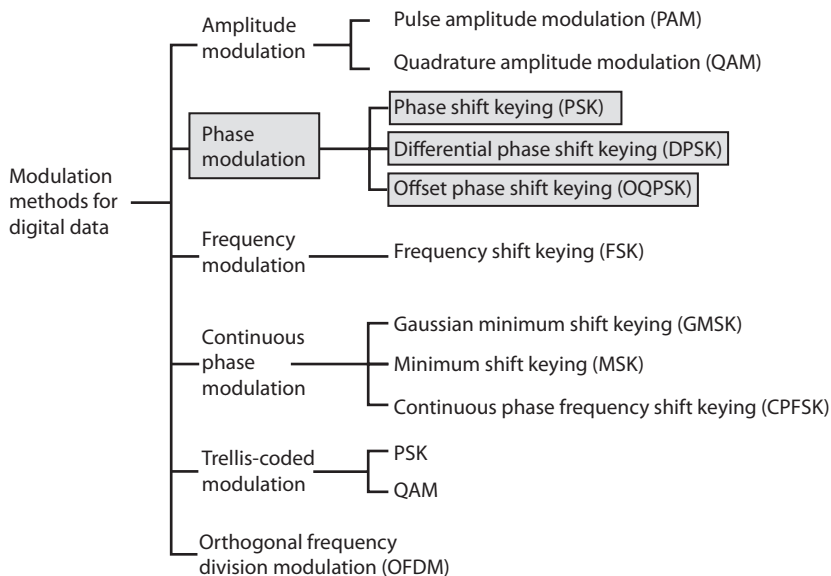 Modulation
methods for
digital data
Amplitude
modulation
Pulse amplitude modulation (PAM)
Quadrature amplitude modulation (QAM)
Phase
modulation
Phase shift keying (PSK)
Differential phase shift keying (DPSK)
Offset phase shift keying (OQPSK)
Frequency
modulation
Frequency shift keying (FSK)
Continuous
phase
modulation
Gaussian minimum shift keying (GMSK)
Minimum shift keying (MSK)
Continuous phase frequency shift keying (CPFSK)
Trellis-coded
modulation
PSK
QAM
Orthogonal frequency
division modulation (OFDM)